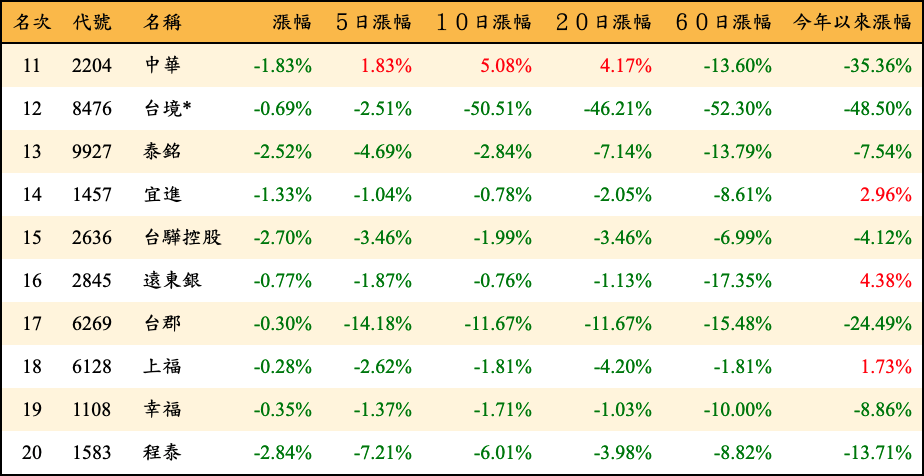 名次 代號 名稱 漲幅 5日漲幅 10日漲幅 20日漲幅 60日漲幅 今年以來漲幅
11 2204 中華 -1.83% 1.83% 5.08% 4.17% -13.60% -35.36%
12 8476 台境* -0.69% -2.51% -50.51% -46.21% -52.30% -48.50%
13 9927 泰銘 -2.52% -4.69% -2.84% -7.14% -13.79% -7.54%
14 1457 宜進 -1.33% -1.04% -0.78% -2.05% -8.61% 2.96%
15 2636 台驊控股 -2.70% -3.46% -1.99% -3.46% -6.99% -4.12%
16 2845 遠東銀 -0.77% -1.87% -0.76% -1.13% -17.35% 4.38%
17 6269 台郡 -0.30% -14.18% -11.67% -11.67% -15.48% -24.49%
18 6128 上福 -0.28% -2.62% -1.81% -4.20% -1.81% 1.73%
19 1108 幸福 -0.35% -1.37% -1.71% -1.03% -10.00% -8.86%
20 1583 程泰 -2.84% -7.21% -6.01% -3.98% -8.82% -13.71%